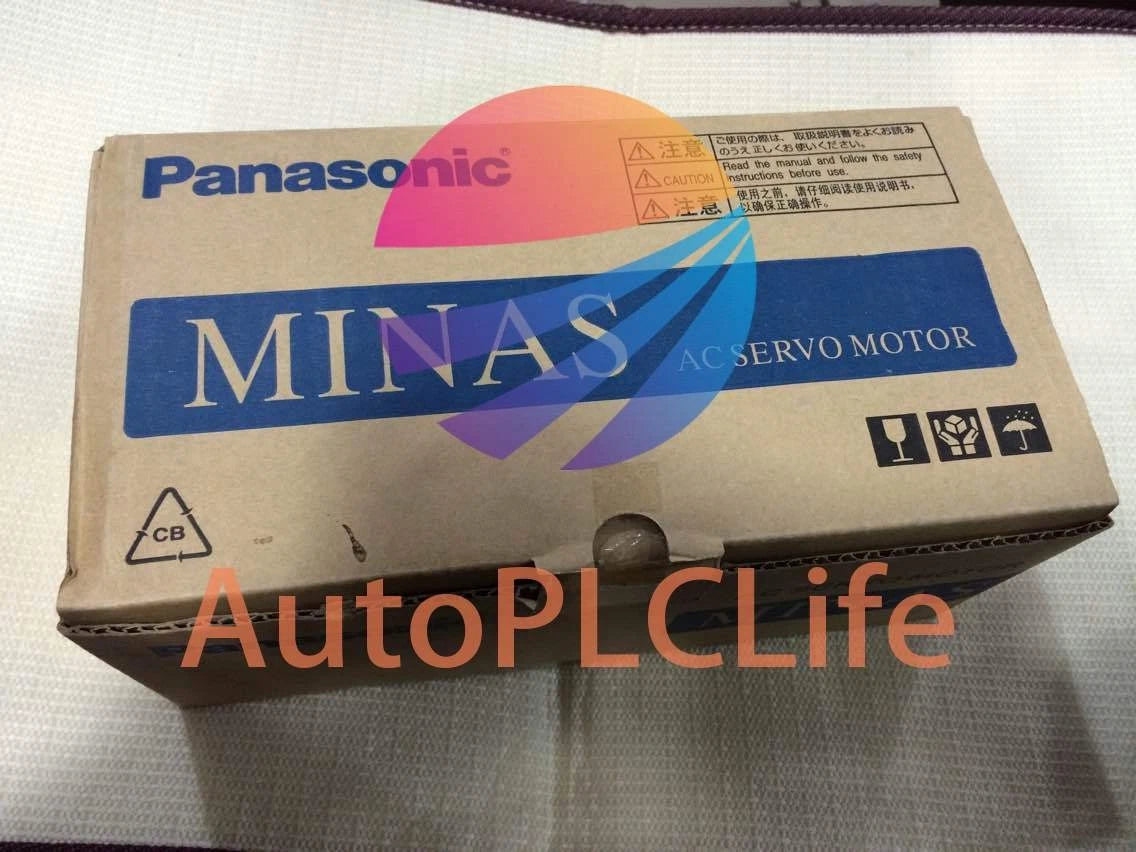 Panasonic®
注意 ご使用の際は、取扱説明書をよくお読み
のうえ正しくお使いください。
CAUTION Read the manual and follow the safety
instructions before use.
注意 使用之前，请仔细阅读使用说明书，
以确保正确操作。
MINAS AC SERVO MOTOR
CB
AutoPLCLife